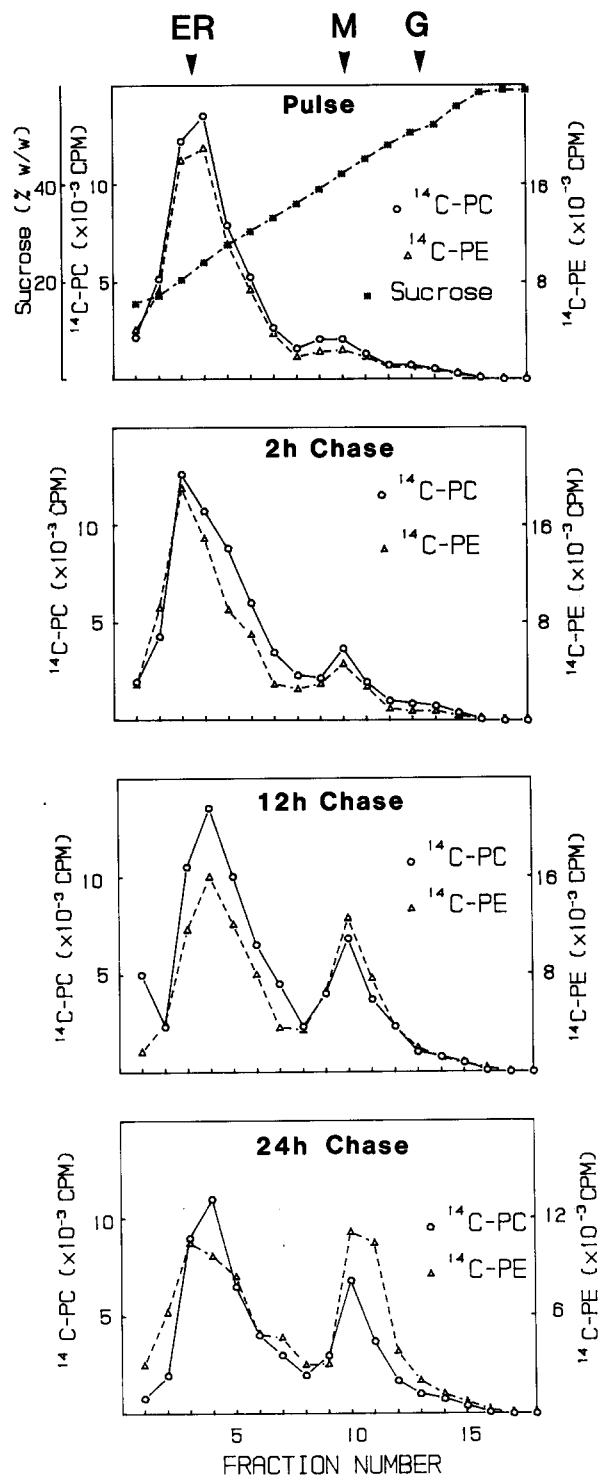 ER M G
Pulse
Sucrose (% w/w)
40
20
¹⁴C-PC (x10⁻³ CPM)
10
5
¹⁴C-PC
¹⁴C-PE
Sucrose
18
8
¹⁴C-PE (x10⁻³ CPM)
2h Chase
¹⁴C-PC (x10⁻³ CPM)
10
5
¹⁴C-PC
¹⁴C-PE
16
8
¹⁴C-PE (x10⁻³ CPM)
12h Chase
¹⁴C-PC (x10⁻³ CPM)
10
5
¹⁴C-PC
¹⁴C-PE
16
8
¹⁴C-PE (x10⁻³ CPM)
24h Chase
¹⁴C-PC (x10⁻³ CPM)
10
5
¹⁴C-PC
¹⁴C-PE
12
6
¹⁴C-PE (x10⁻³ CPM)
5 10 15
FRACTION NUMBER